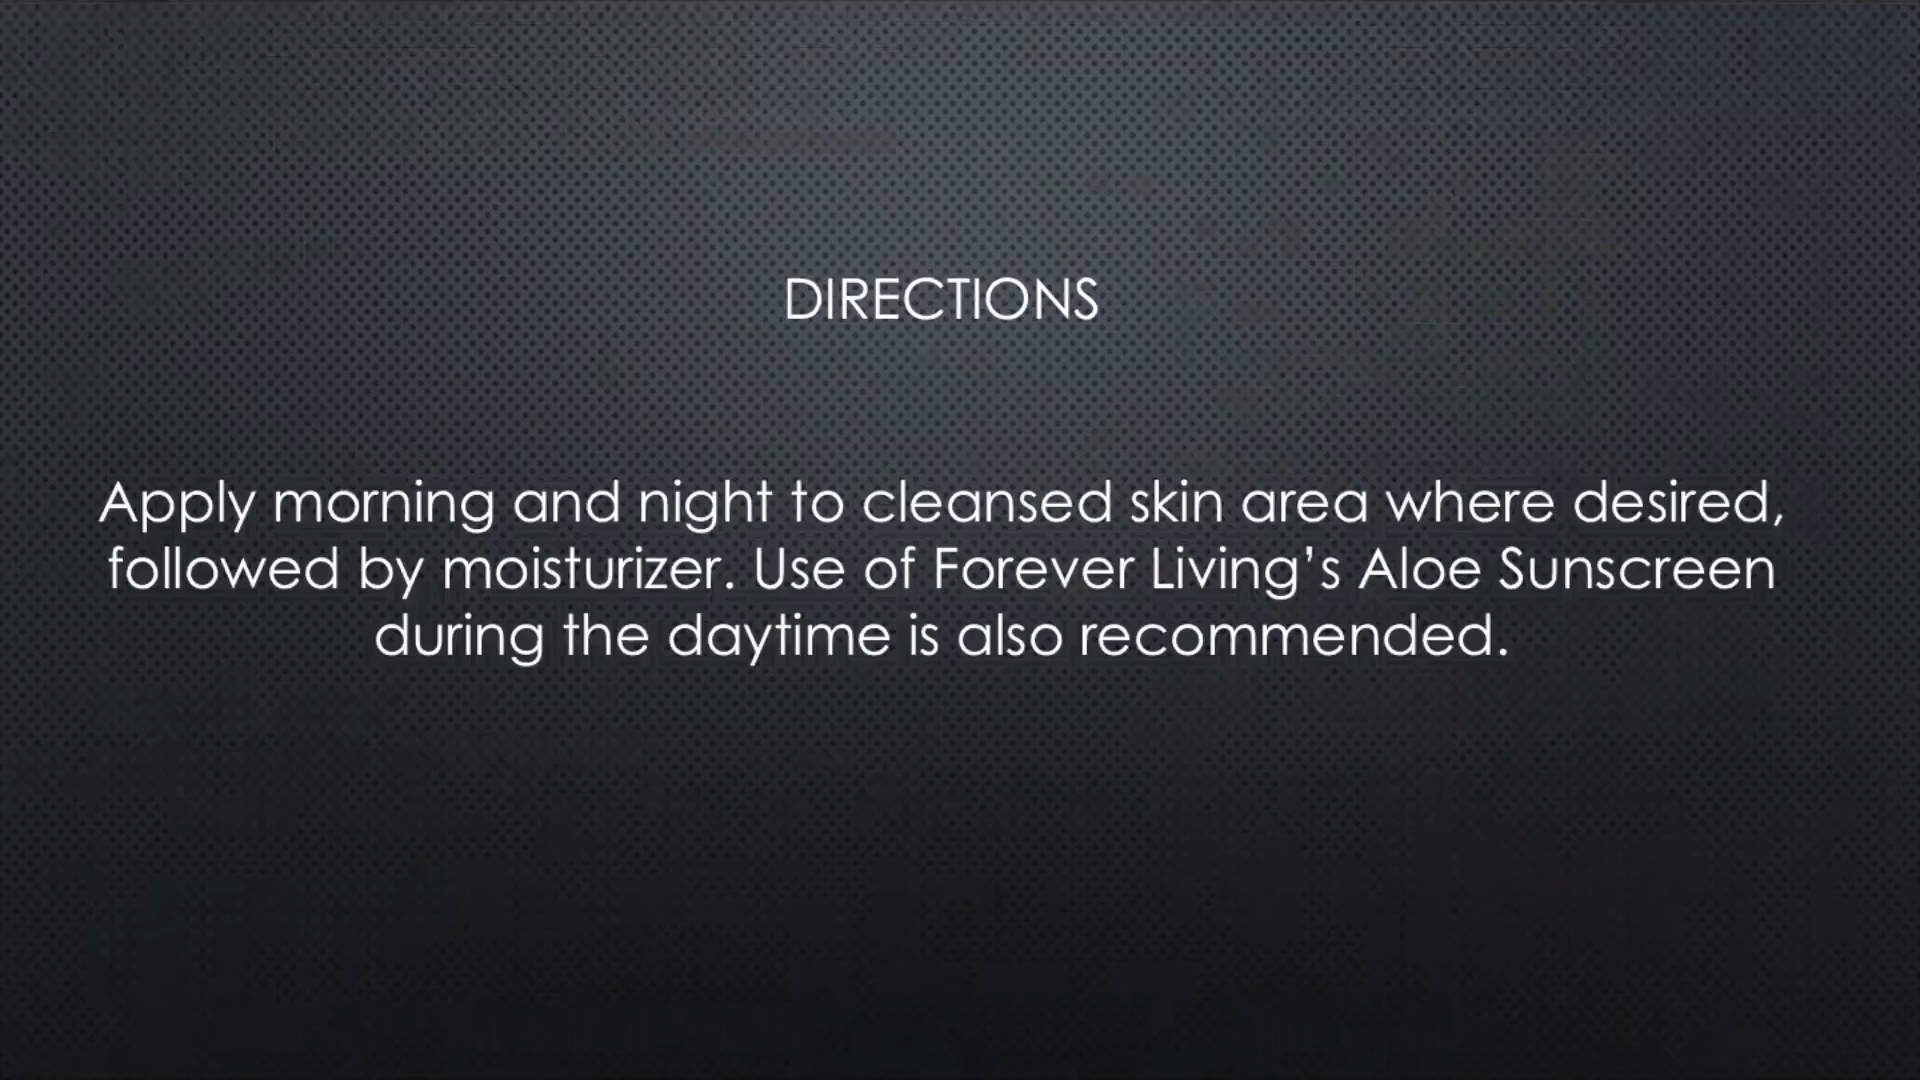 DIRECTIONS
Apply morning and night to cleansed skin area where desired,
followed by moisturizer. Use of Forever Living’s Aloe Sunscreen
during the daytime is also recommended.